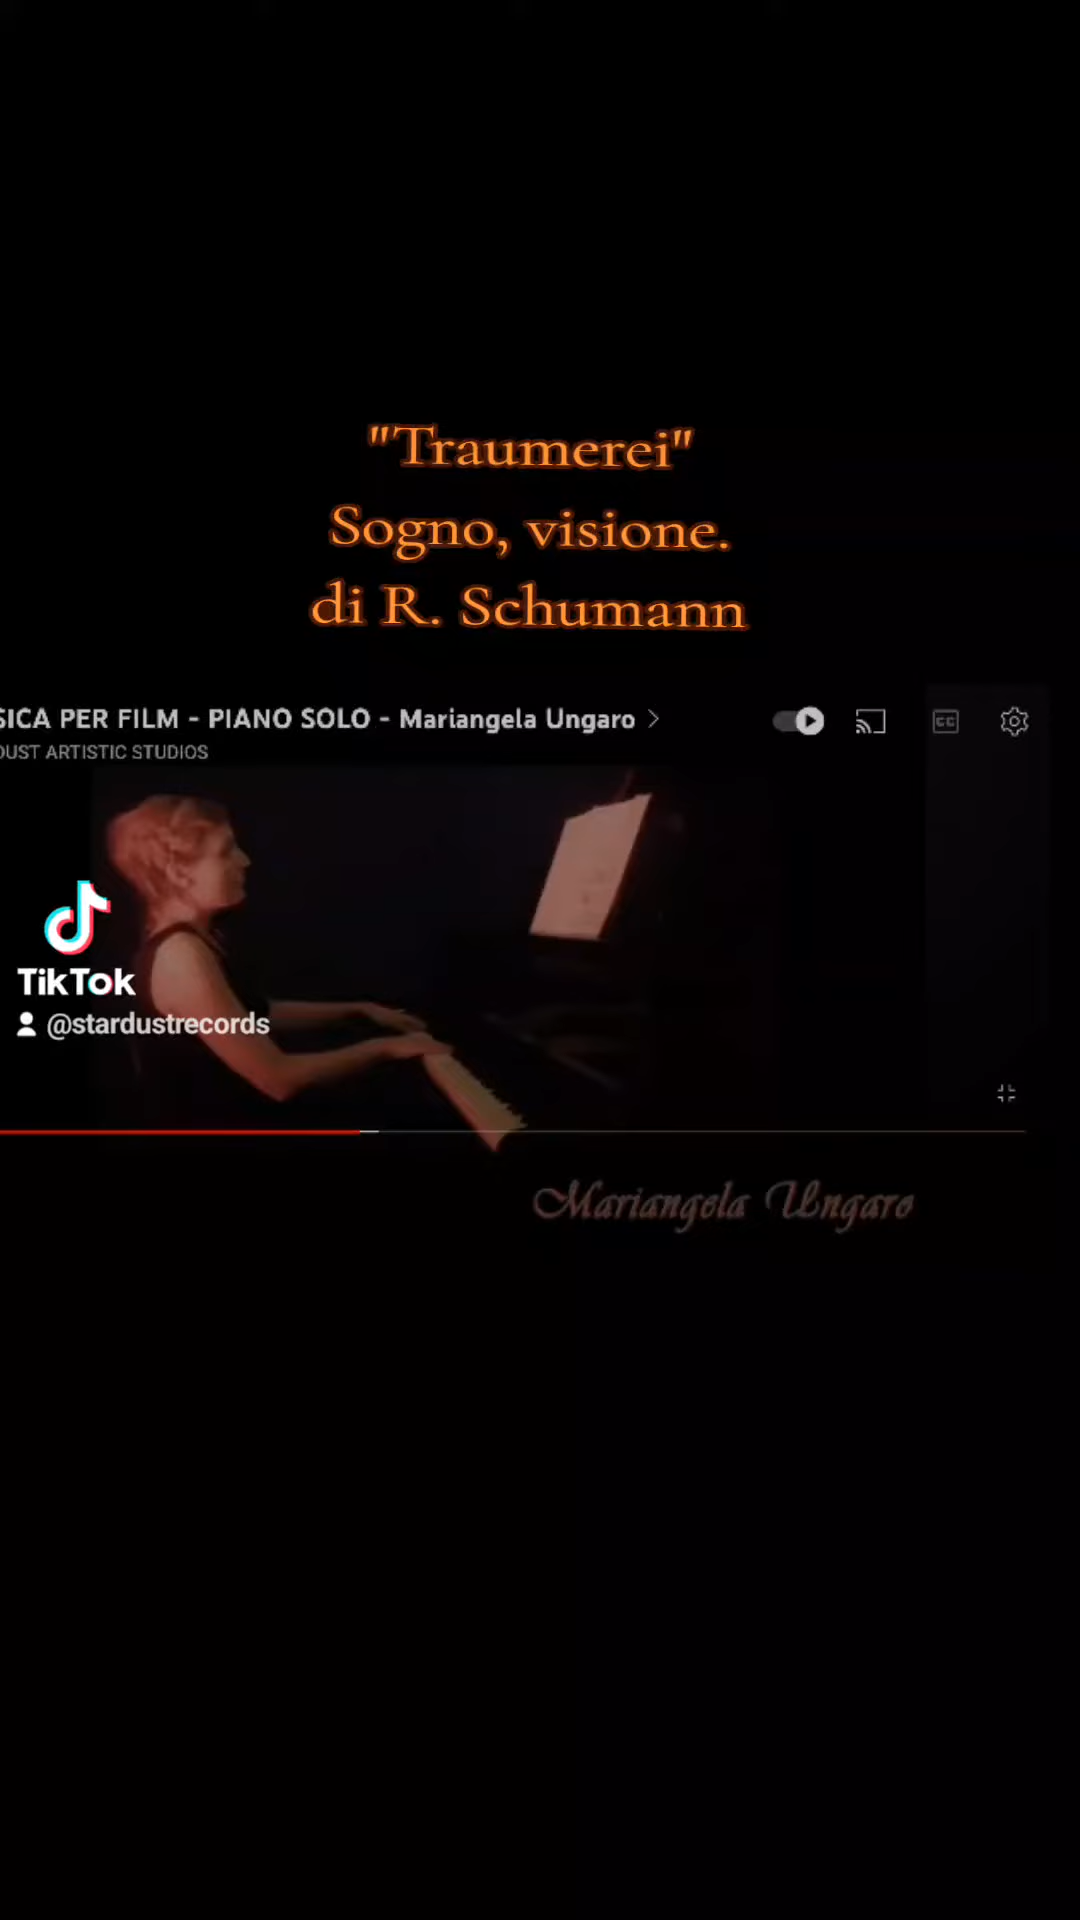 "Traumerei"
Sogno, visione.
di R. Schumann
SICA PER FILM - PIANO SOLO - Mariangela Ungaro
DUST ARTISTIC STUDIOS
CC
TikTok
@stardustrecords
Mariangela Ungaro